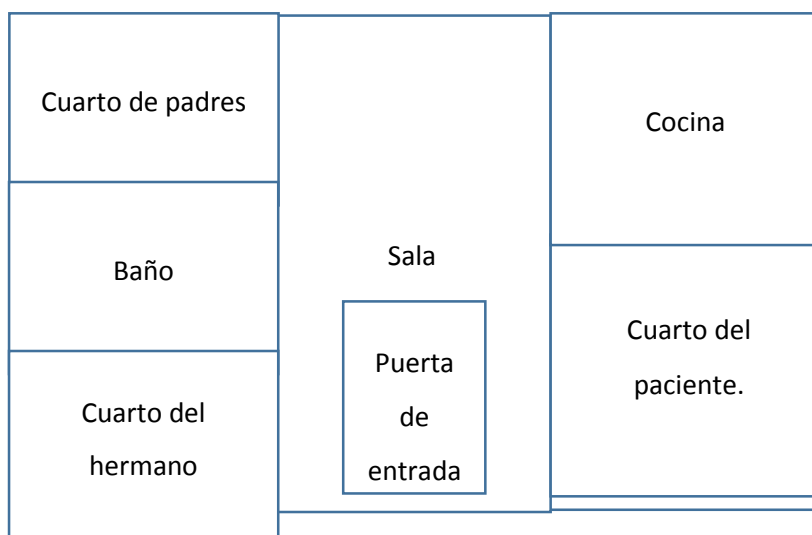 Cuarto de padres
Cocina
Baño
Sala
Cuarto del
paciente.
Puerta
de
entrada
Cuarto del
hermano